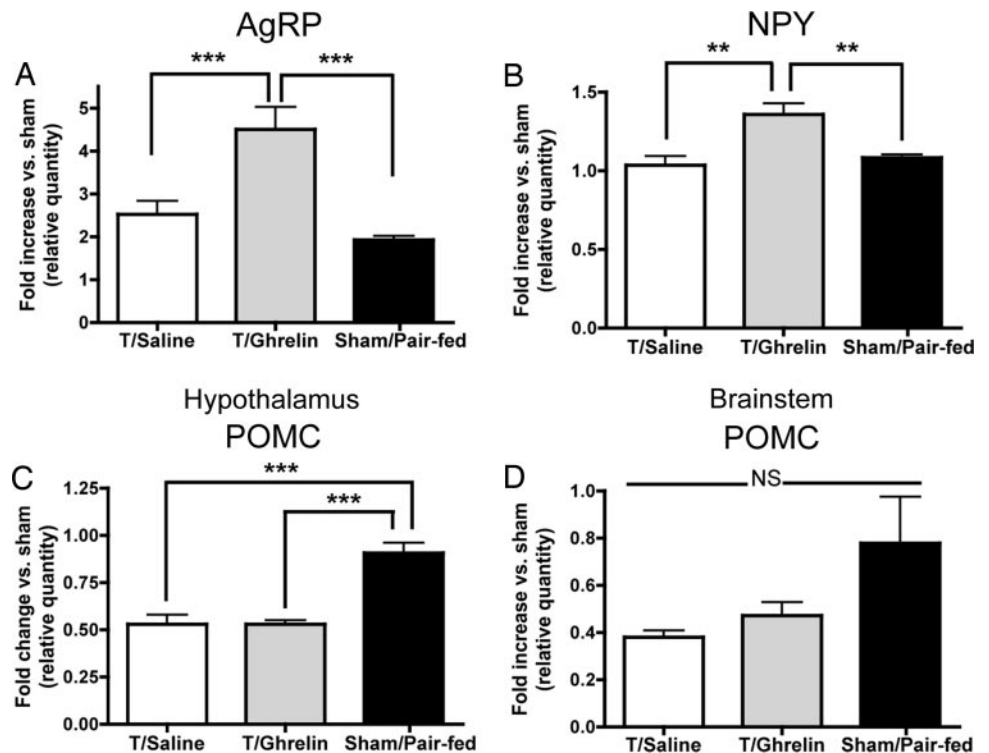 AgRP
A
***
***
Fold increase vs. sham
(relative quantity)
5
4
3
2
1
0
T/Saline
T/Ghrelin
Sham/Pair-fed
NPY
B
**
**
Fold increase vs. sham
(relative quantity)
1.5
1.0
0.5
0.0
T/Saline
T/Ghrelin
Sham/Pair-fed
Hypothalamus
POMC
C
***
***
Fold change vs. sham
(relative quantity)
1.25
1.00
0.75
0.50
0.25
0.00
T/Saline
T/Ghrelin
Sham/Pair-fed
Brainstem
POMC
D
NS
Fold increase vs. sham
(relative quantity)
1.0
0.8
0.6
0.4
0.2
0.0
T/Saline
T/Ghrelin
Sham/Pair-fed